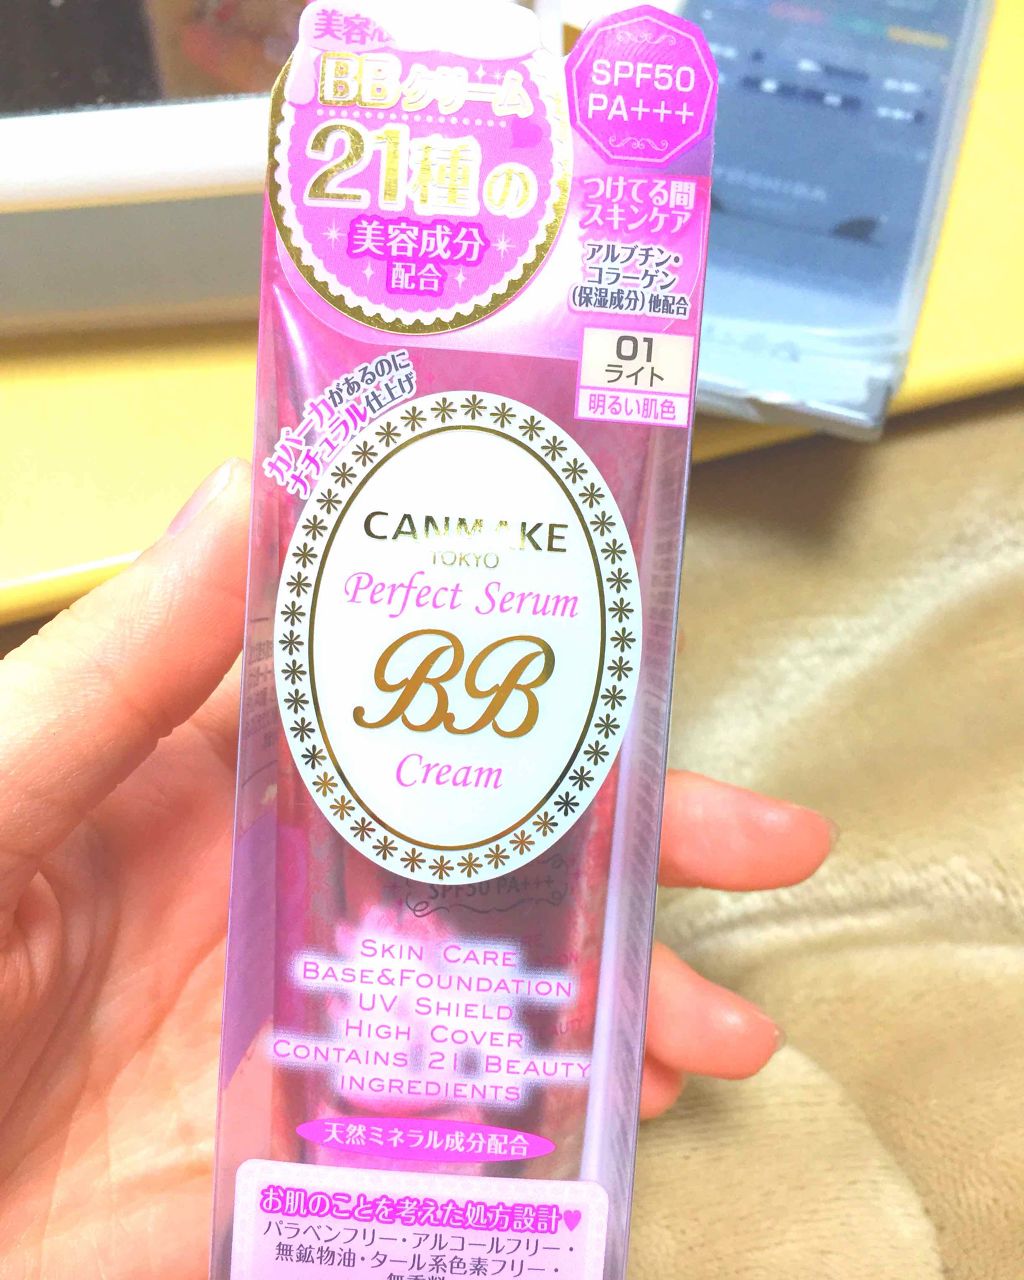 美容
BBクリーム
21種の
美容成分
配合
SPF50
PA+++
つけてる間
スキンケア
アルブチン・
コラーゲン
(保湿成分)他配合
01
ライト
明るい肌色
カバー力があるのに
ナチュラル仕上げ
CANMAKE
TOKYO
Perfect Serum
BB
Cream
SPF50 PA+++
SKIN CARE
BASE&FOUNDATION
UV SHIELD
HIGH COVER
CONTAINS 21 BEAUTY
INGREDIENTS
天然ミネラル成分配合
お肌のことを考えた処方設計♥
パラベンフリー・アルコールフリー・
無鉱物油・タール系色素フリー・
無香料